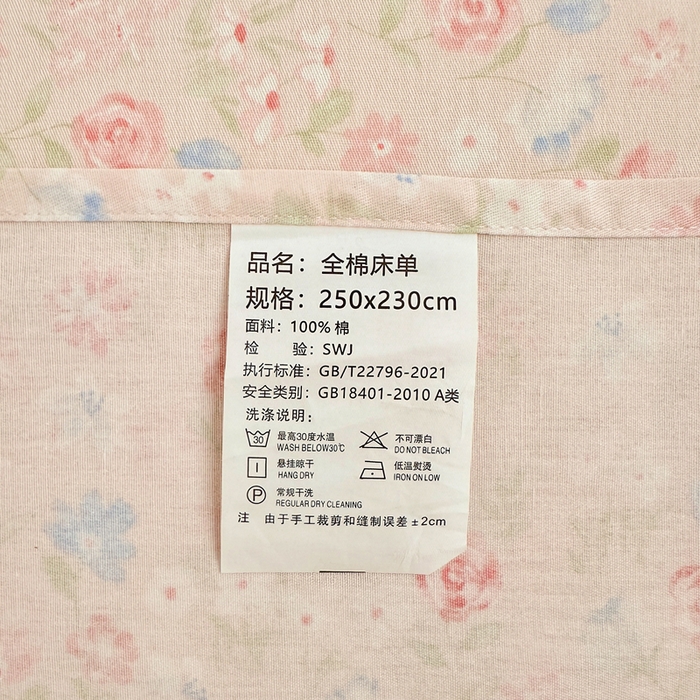 品名：全棉床单
规格：250x230cm
面料：100% 棉
检 验：SWJ
执行标准：GB/T22796-2021
安全类别：GB18401-2010 A类
洗涤说明：
30 最高30度水温 不可漂白
WASH BELOW30℃ DO NOT BLEACH
悬挂晾干 低温熨烫
HANG DRY IRON ON LOW
P 常规干洗
REGULAR DRY CLEANING
注 由于手工裁剪和缝制误差±2cm